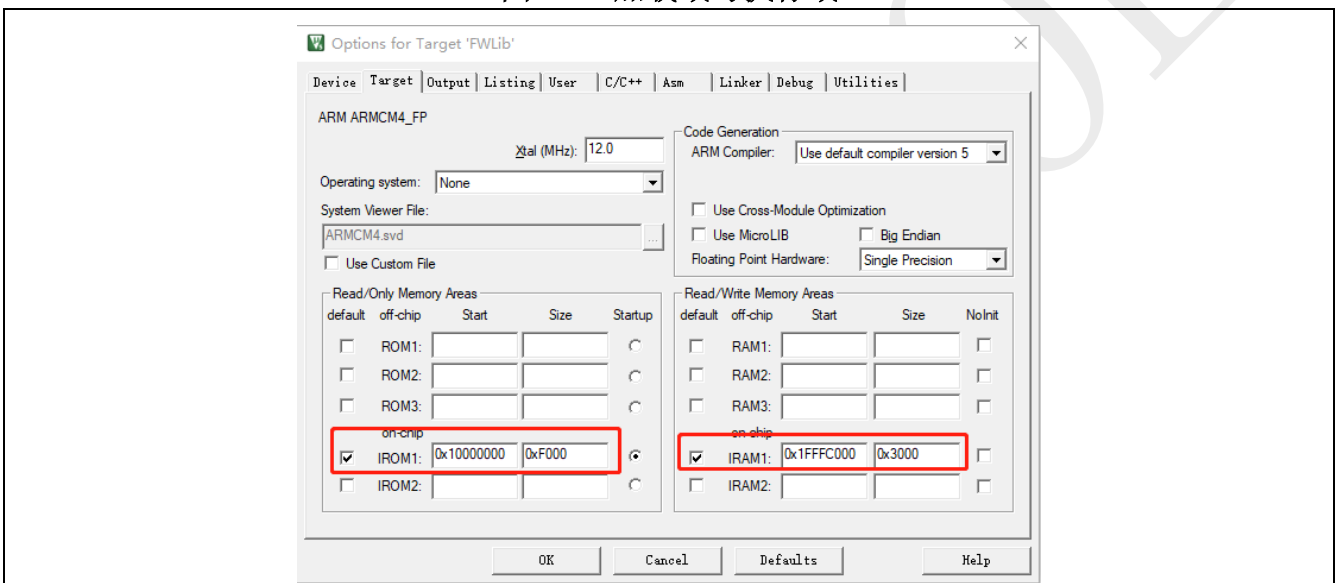 Options for Target 'FWLib'
Device Target Output Listing User C/C++ Asm Linker Debug Utilities
ARM ARMCM4_FP
Xtal (MHz): 12.0
Operating system: None
System Viewer File:
ARMCM4.svd ...
Use Custom File
Code Generation
ARM Compiler: Use default compiler version 5
Use Cross-Module Optimization
Use MicroLIB Big Endian
Floating Point Hardware: Single Precision
Read/Only Memory Areas
default off-chip Start Size Startup
ROM1:
ROM2:
ROM3:
on-chip
IROM1: 0x10000000 0xF000
IROM2:
Read/Write Memory Areas
default off-chip Start Size NoInit
RAM1:
RAM2:
RAM3:
on-chip
IRAM1: 0x1FFFC000 0x3000
IRAM2:
OK Cancel Defaults Help